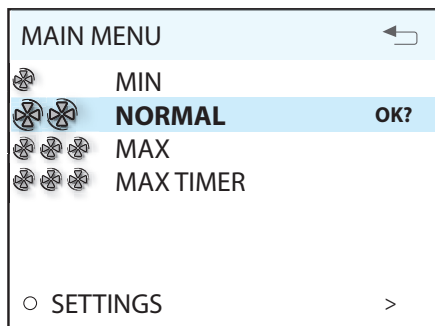 MAIN MENU
MIN
NORMAL OK?
MAX
MAX TIMER
SETTINGS >